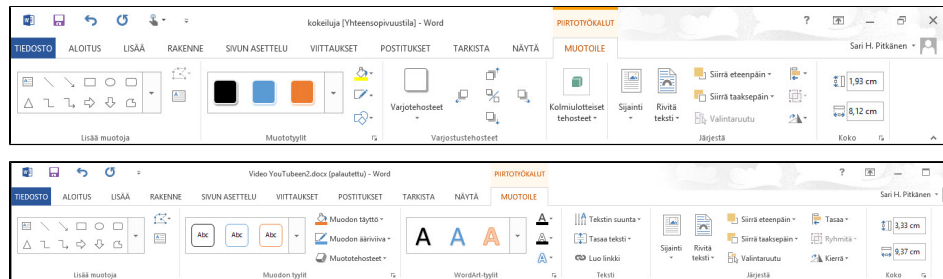 kokeiluja [Yhteensopivuustila] - Word
PIIRTOTYÖKALUT
?
TIEDOSTO ALOITUS LISÄÄ RAKENNE SIVUN ASETTELU VIITTAUKSET POSTITUKSET TARKISTA NÄYTÄ MUOTOILE
Sari H. Pitkänen
Varjotehosteet
Kolmiulotteiset tehosteet
Sijainti
Rivitä teksti
Siirrä eteenpäin
Siirrä taaksepäin
Valintaruutu
1,93 cm
8,12 cm
Lisää muotoja Muototyylit Varjostustehosteet Järjestä Koko
Video YouTubeen2.docx (palautettu) - Word
PIIRTOTYÖKALUT
?
TIEDOSTO ALOITUS LISÄÄ RAKENNE SIVUN ASETTELU VIITTAUKSET POSTITUKSET TARKISTA NÄYTÄ MUOTOILE
Sari H. Pitkänen
Abc Abc Abc
Muodon täyttö
Muodon ääriviiva
Muototehosteet
A A A
Tekstin suunta
Tasaa teksti
Luo linkki
Sijainti
Rivitä teksti
Siirrä eteenpäin
Siirrä taaksepäin
Valintaruutu
Tasaa
Ryhmitä
Kierrä
3,33 cm
9,37 cm
Lisää muotoja Muodon tyylit WordArt-tyylit Teksti Järjestä Koko